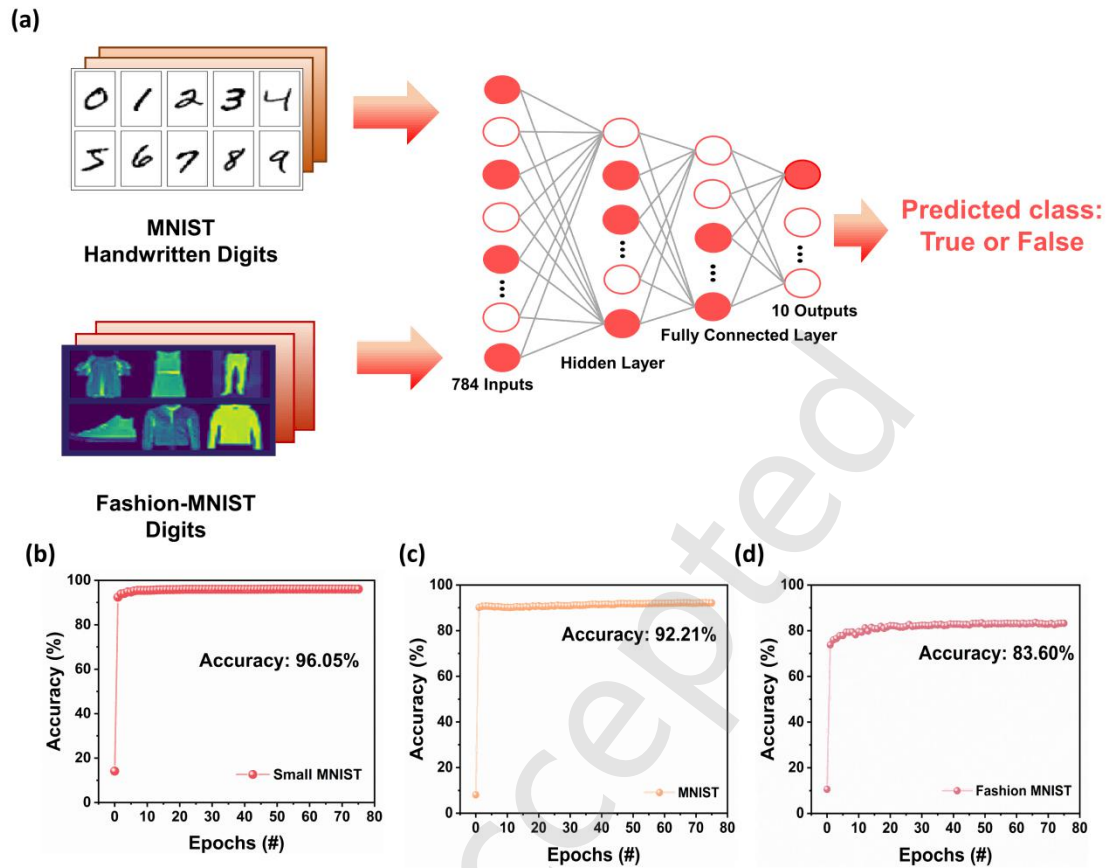 (a)
0 1 2 3 4
5 6 7 8 9
MNIST
Handwritten Digits
Fashion-MNIST
Digits
784 Inputs
Hidden Layer
Fully Connected Layer
10 Outputs
Predicted class:
True or False
(b)
Accuracy (%)
100
80
60
40
20
0
Accuracy: 96.05%
Small MNIST
0 10 20 30 40 50 60 70 80
Epochs (#)
(c)
Accuracy (%)
100
80
60
40
20
0
Accuracy: 92.21%
MNIST
0 10 20 30 40 50 60 70 80
Epochs (#)
(d)
Accuracy (%)
100
80
60
40
20
0
Accuracy: 83.60%
Fashion MNIST
0 10 20 30 40 50 60 70 80
Epochs (#)
ccepted